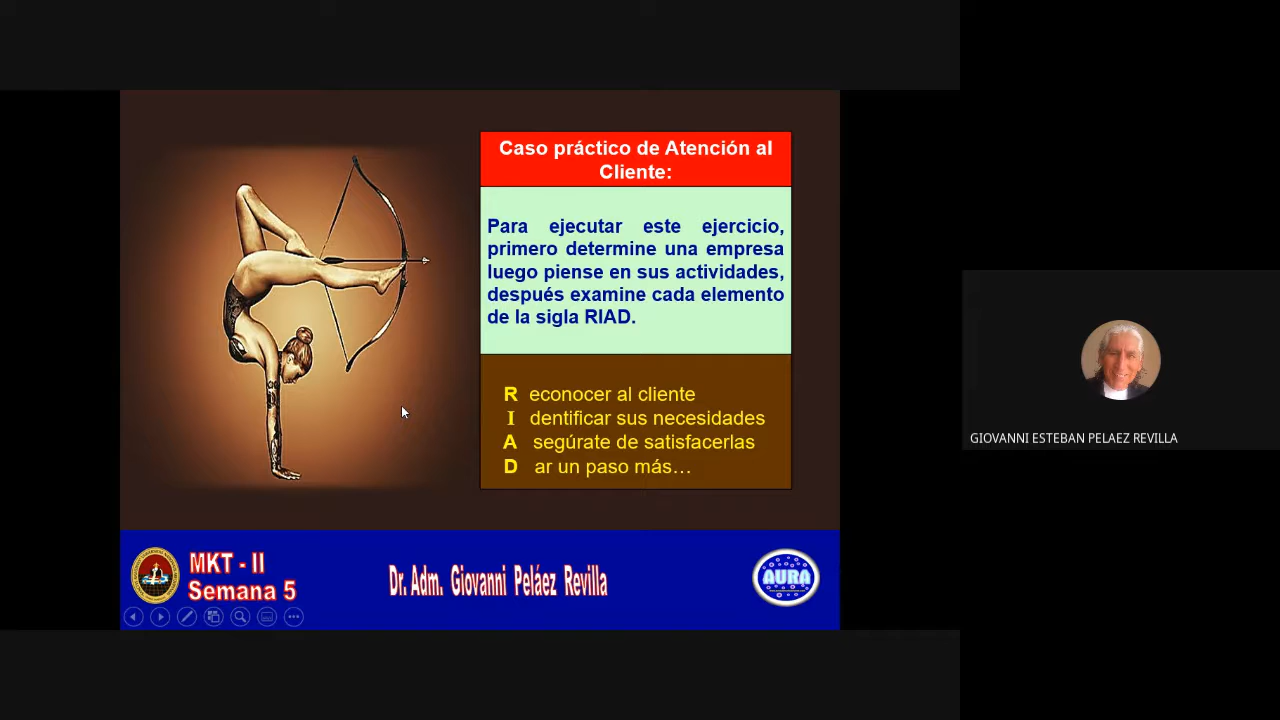 Caso práctico de Atención al
Cliente:
Para ejecutar este ejercicio,
primero determine una empresa
luego piense en sus actividades,
después examine cada elemento
de la sigla RIAD.
R econocer al cliente
I dentificar sus necesidades
A segúrate de satisfacerlas
D ar un paso más...
MKT - II
Semana 5
Dr. Adm. Giovanni Peláez Revilla
AURA
GIOVANNI ESTEBAN PELAEZ REVILLA